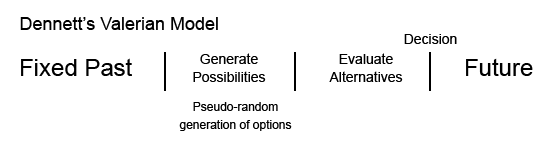 Dennett's Valerian Model
Decision
Fixed Past
Generate
Possibilities
Evaluate
Alternatives
Future
Pseudo-random
generation of options